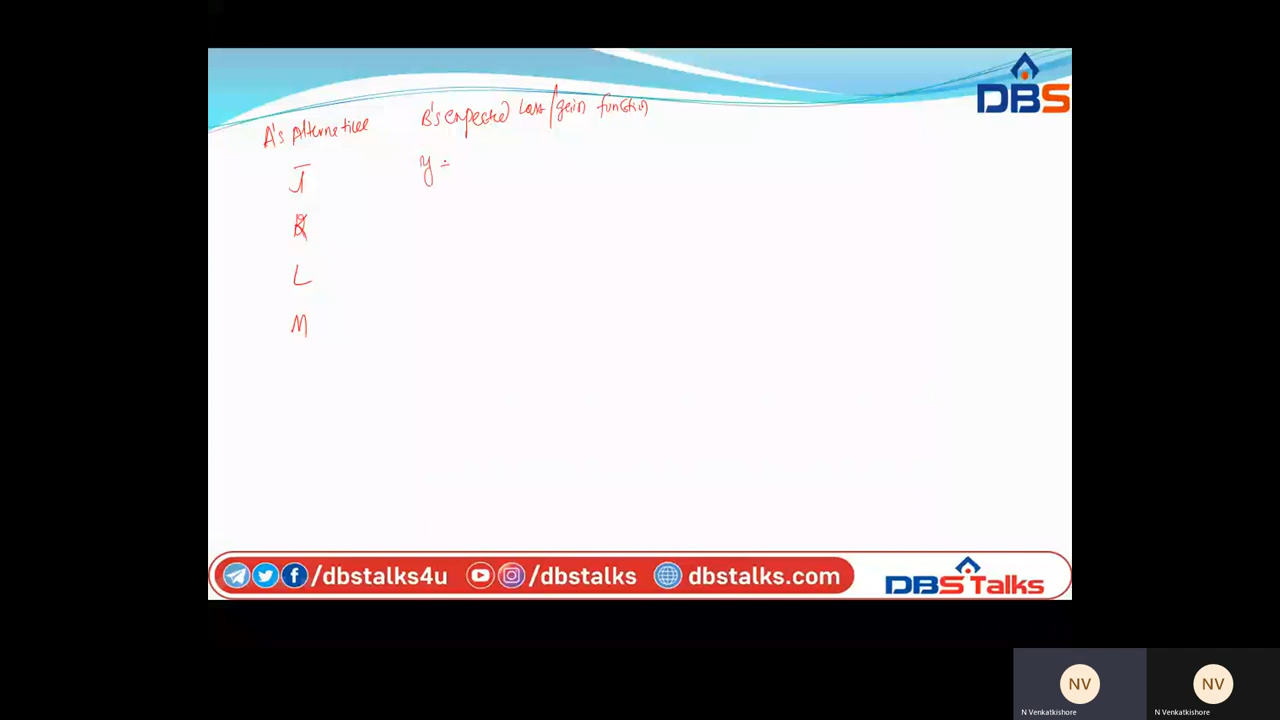 DBS
A's Alternatives B's expected Loss/gain function
J y =
K
L
M
/dbstalks4u /dbstalks dbstalks.com DBS Talks
NV NV
N Venkatkishore N Venkatkishore